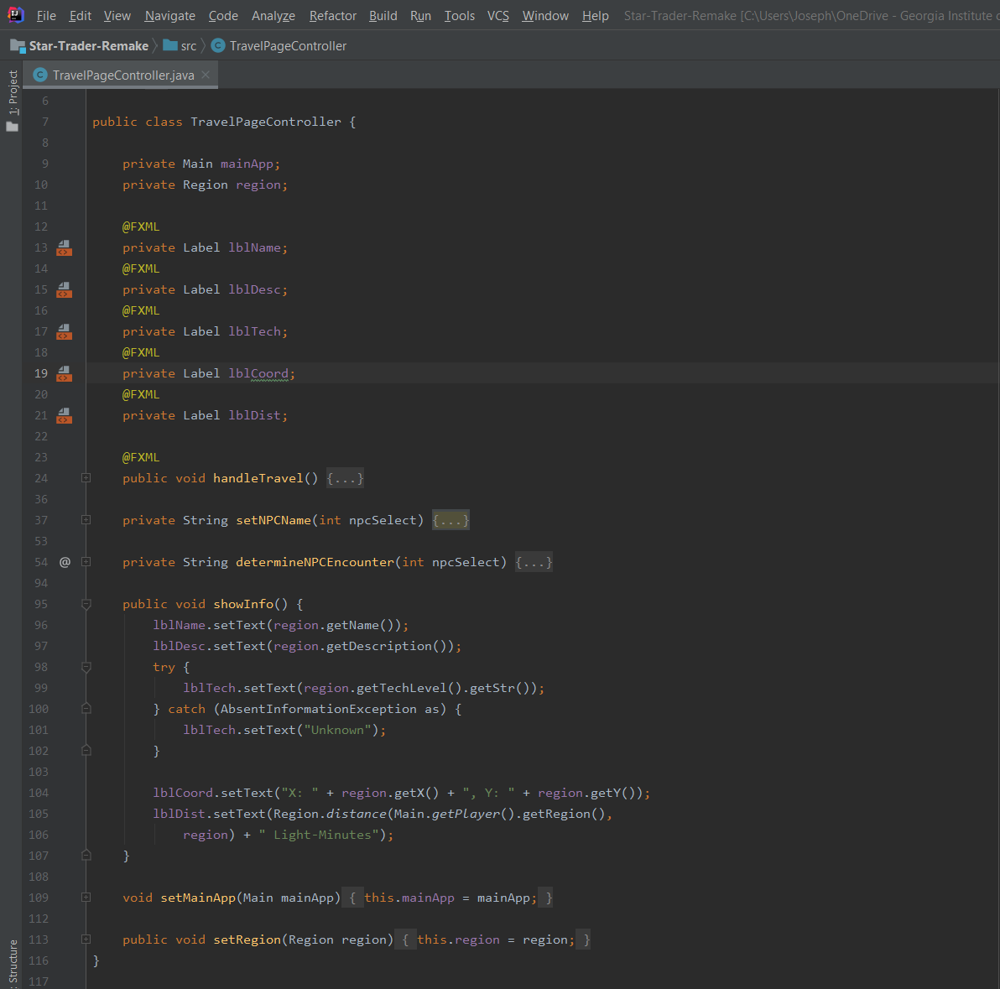 File Edit View Navigate Code Analyze Refactor Build Run Tools VCS Window Help Star-Trader-Remake [C:\Users\Joseph\OneDrive - Georgia Institute
Star-Trader-Remake src C TravelPageController
C TravelPageController.java
1: Project
6
7 public class TravelPageController {
8
9 private Main mainApp;
10 private Region region;
11
12 @FXML
13 private Label lblName;
14 @FXML
15 private Label lblDesc;
16 @FXML
17 private Label lblTech;
18 @FXML
19 private Label lblCoord;
20 @FXML
21 private Label lblDist;
22
23 @FXML
24 public void handleTravel() {...}
36
37 private String setNPCName(int npcSelect) {...}
53
54 @ private String determineNPCEncounter(int npcSelect) {...}
94
95 public void showInfo() {
96 lblName.setText(region.getName());
97 lblDesc.setText(region.getDescription());
98 try {
99 lblTech.setText(region.getTechLevel().getStr());
100 } catch (AbsentInformationException as) {
101 lblTech.setText("Unknown");
102 }
103
104 lblCoord.setText("X: " + region.getX() + ", Y: " + region.getY());
105 lblDist.setText(Region.distance(Main.getPlayer().getRegion(),
106 region) + " Light-Minutes");
107 }
108
109 void setMainApp(Main mainApp) { this.mainApp = mainApp; }
112
113 public void setRegion(Region region) { this.region = region; }
116 }
117
Structure